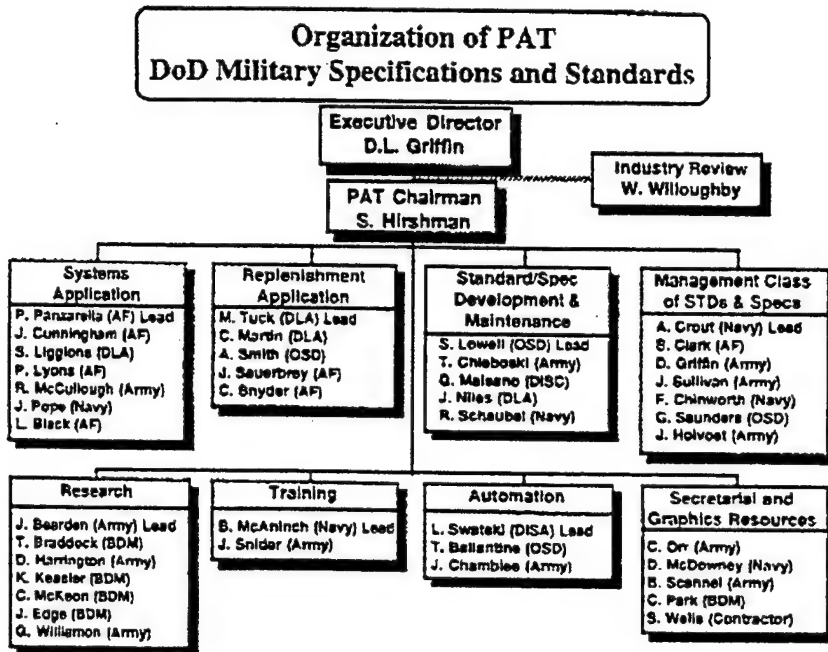 Organization of PAT
DoD Military Specifications and Standards
Executive Director
D.L. Griffin
Industry Review
W. Willoughby
PAT Chairman
S. Hirshman
Systems
Application
P. Panzarella (AF) Lead
J. Cunningham (AF)
S. Liggions (DLA)
P. Lyons (AF)
R. McCullough (Army)
J. Pope (Navy)
L. Black (AF)
Replenishment
Application
M. Tuck (DLA) Lead
C. Martin (DLA)
A. Smith (OSD)
J. Sauerbrey (AF)
C. Snyder (AF)
Standard/Spec
Development &
Maintenance
S. Lowell (OSD) Lead
T. Chleboski (Army)
G. Maisano (DISC)
J. Niles (DLA)
R. Schaubel (Navy)
Management Class
of STDs & Specs
A. Crout (Navy) Lead
S. Clark (AF)
D. Griffin (Army)
J. Sullivan (Army)
F. Chinworth (Navy)
G. Saunders (OSD)
J. Holvoet (Army)
Research
J. Bearden (Army) Lead
T. Braddock (BDM)
D. Harrington (Army)
K. Keasler (BDM)
C. McKeon (BDM)
J. Edge (BDM)
G. Williamon (Army)
Training
B. McAninch (Navy) Lead
J. Snider (Army)
Automation
L. Swateki (DISA) Lead
T. Ballantine (OSD)
J. Chamblee (Army)
Secretarial and
Graphics Resources
C. Orr (Army)
D. McDowney (Navy)
B. Scannel (Army)
C. Park (BDM)
S. Wells (Contractor)